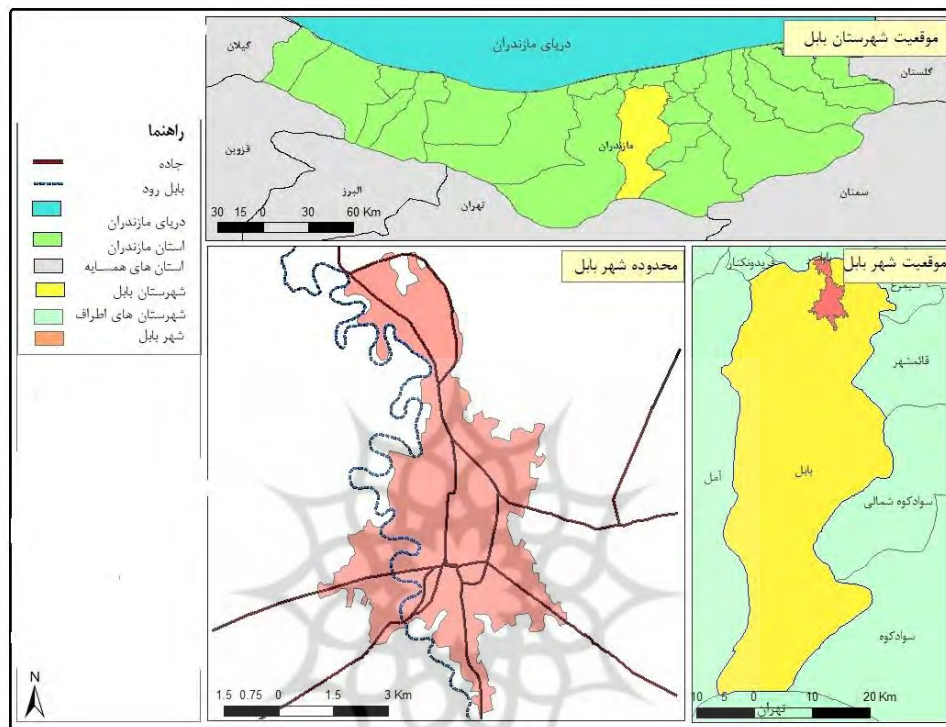 موقعیت شهرستان بابل
دریای مازندران
گیلان
گلستان
قزوین
مازندران
البرز
تهران
سمنان
30 15 0 30 60 Km
راهنما
جاده
بابل رود
دریای مازندران
استان مازندران
استان های همسایه
شهرستان بابل
شهرستان های اطراف
شهر بابل
محدوده شهر بابل
1.5 0.75 0 1.5 3 Km
موقعیت شهر بابل
فریدونکنار
بابل
سیمرغ
قائمشهر
آمل
بابل
سوادکوه شمالی
سوادکوه
تهران
10 5 0 10 20 Km
N